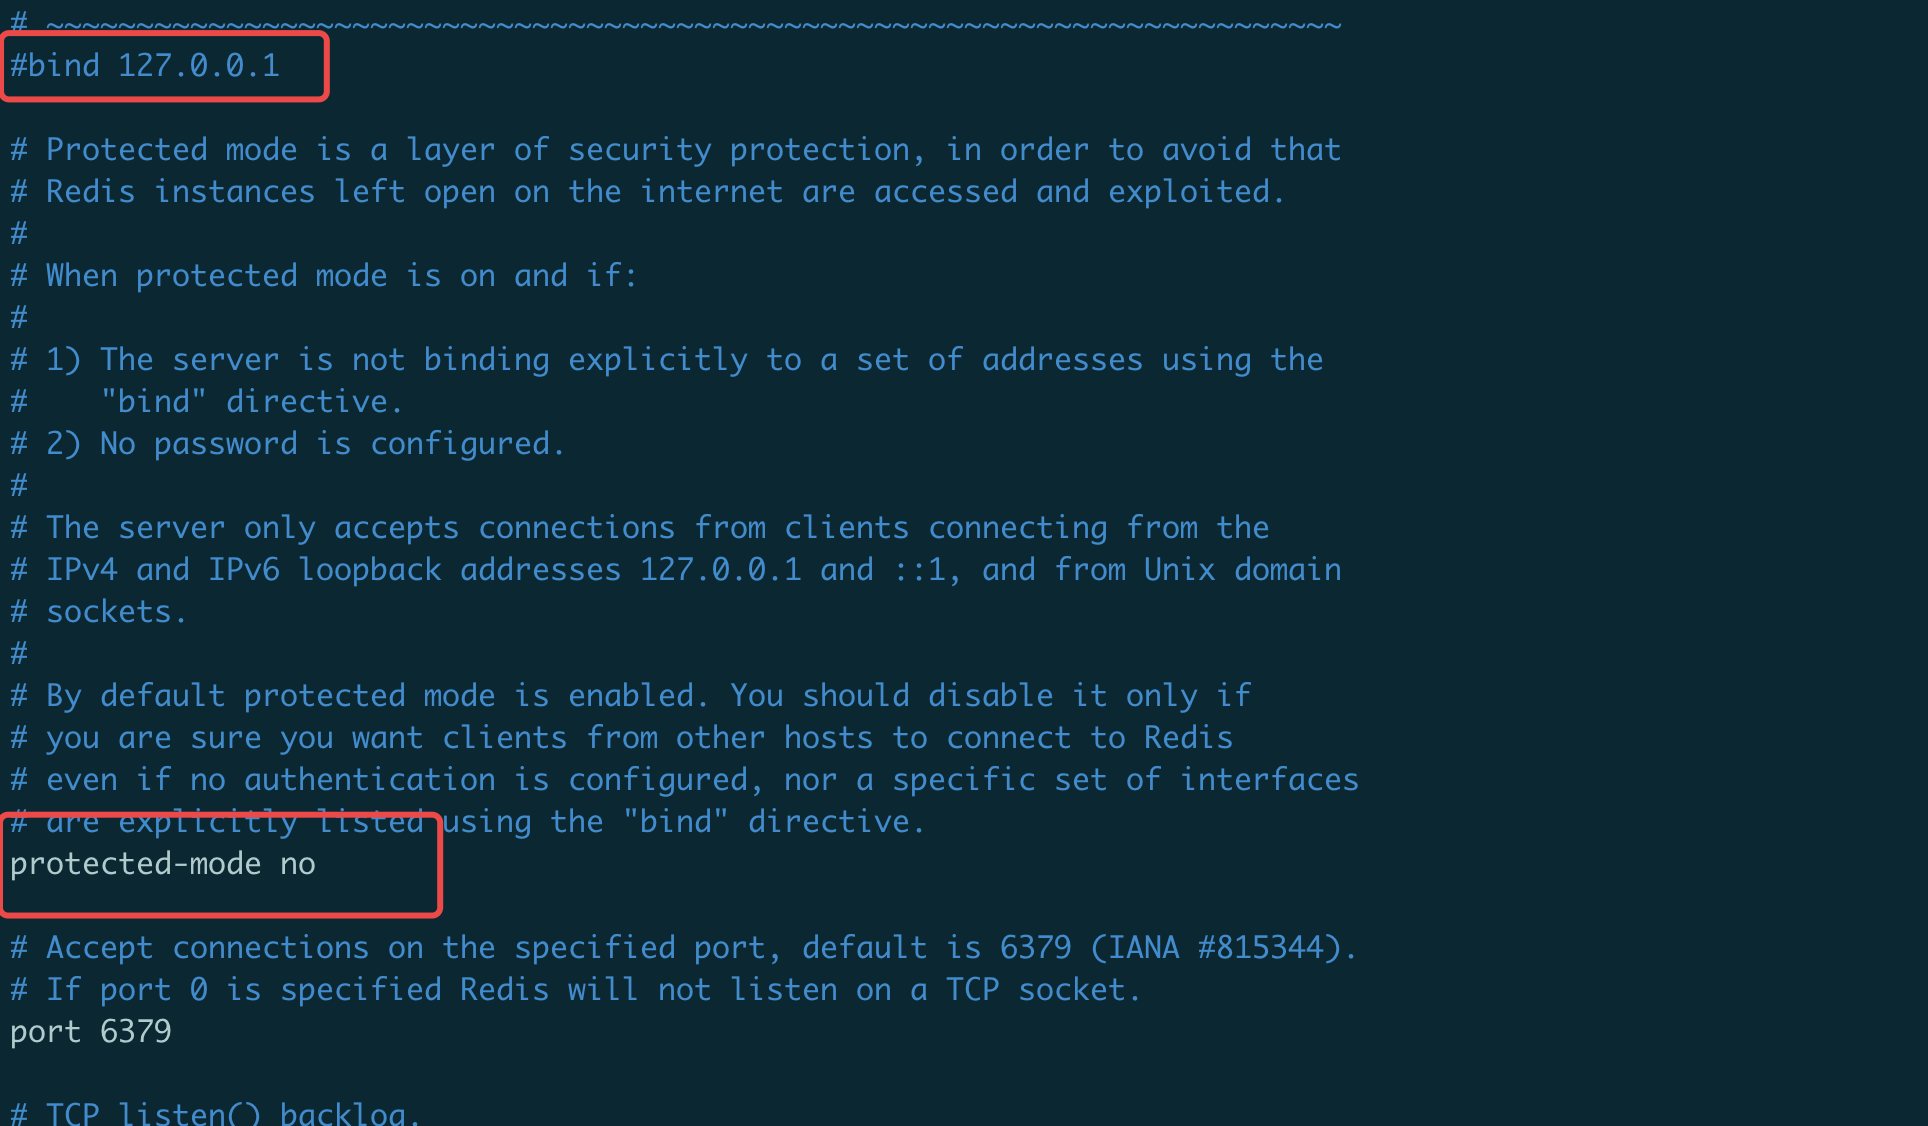 # ~~~~~~~~~~~~~~~~~~~~~~~~~~~~~~~~~~~~~~~~~~~~~~~~~~~~~~~~~~~~~~~~~~~~~~~~
#bind 127.0.0.1
# Protected mode is a layer of security protection, in order to avoid that
# Redis instances left open on the internet are accessed and exploited.
#
# When protected mode is on and if:
#
# 1) The server is not binding explicitly to a set of addresses using the
#    "bind" directive.
# 2) No password is configured.
#
# The server only accepts connections from clients connecting from the
# IPv4 and IPv6 loopback addresses 127.0.0.1 and ::1, and from Unix domain
# sockets.
#
# By default protected mode is enabled. You should disable it only if
# you are sure you want clients from other hosts to connect to Redis
# even if no authentication is configured, nor a specific set of interfaces
# are explicitly listed using the "bind" directive.
protected-mode no
# Accept connections on the specified port, default is 6379 (IANA #815344).
# If port 0 is specified Redis will not listen on a TCP socket.
port 6379
# TCP listen() backlog.